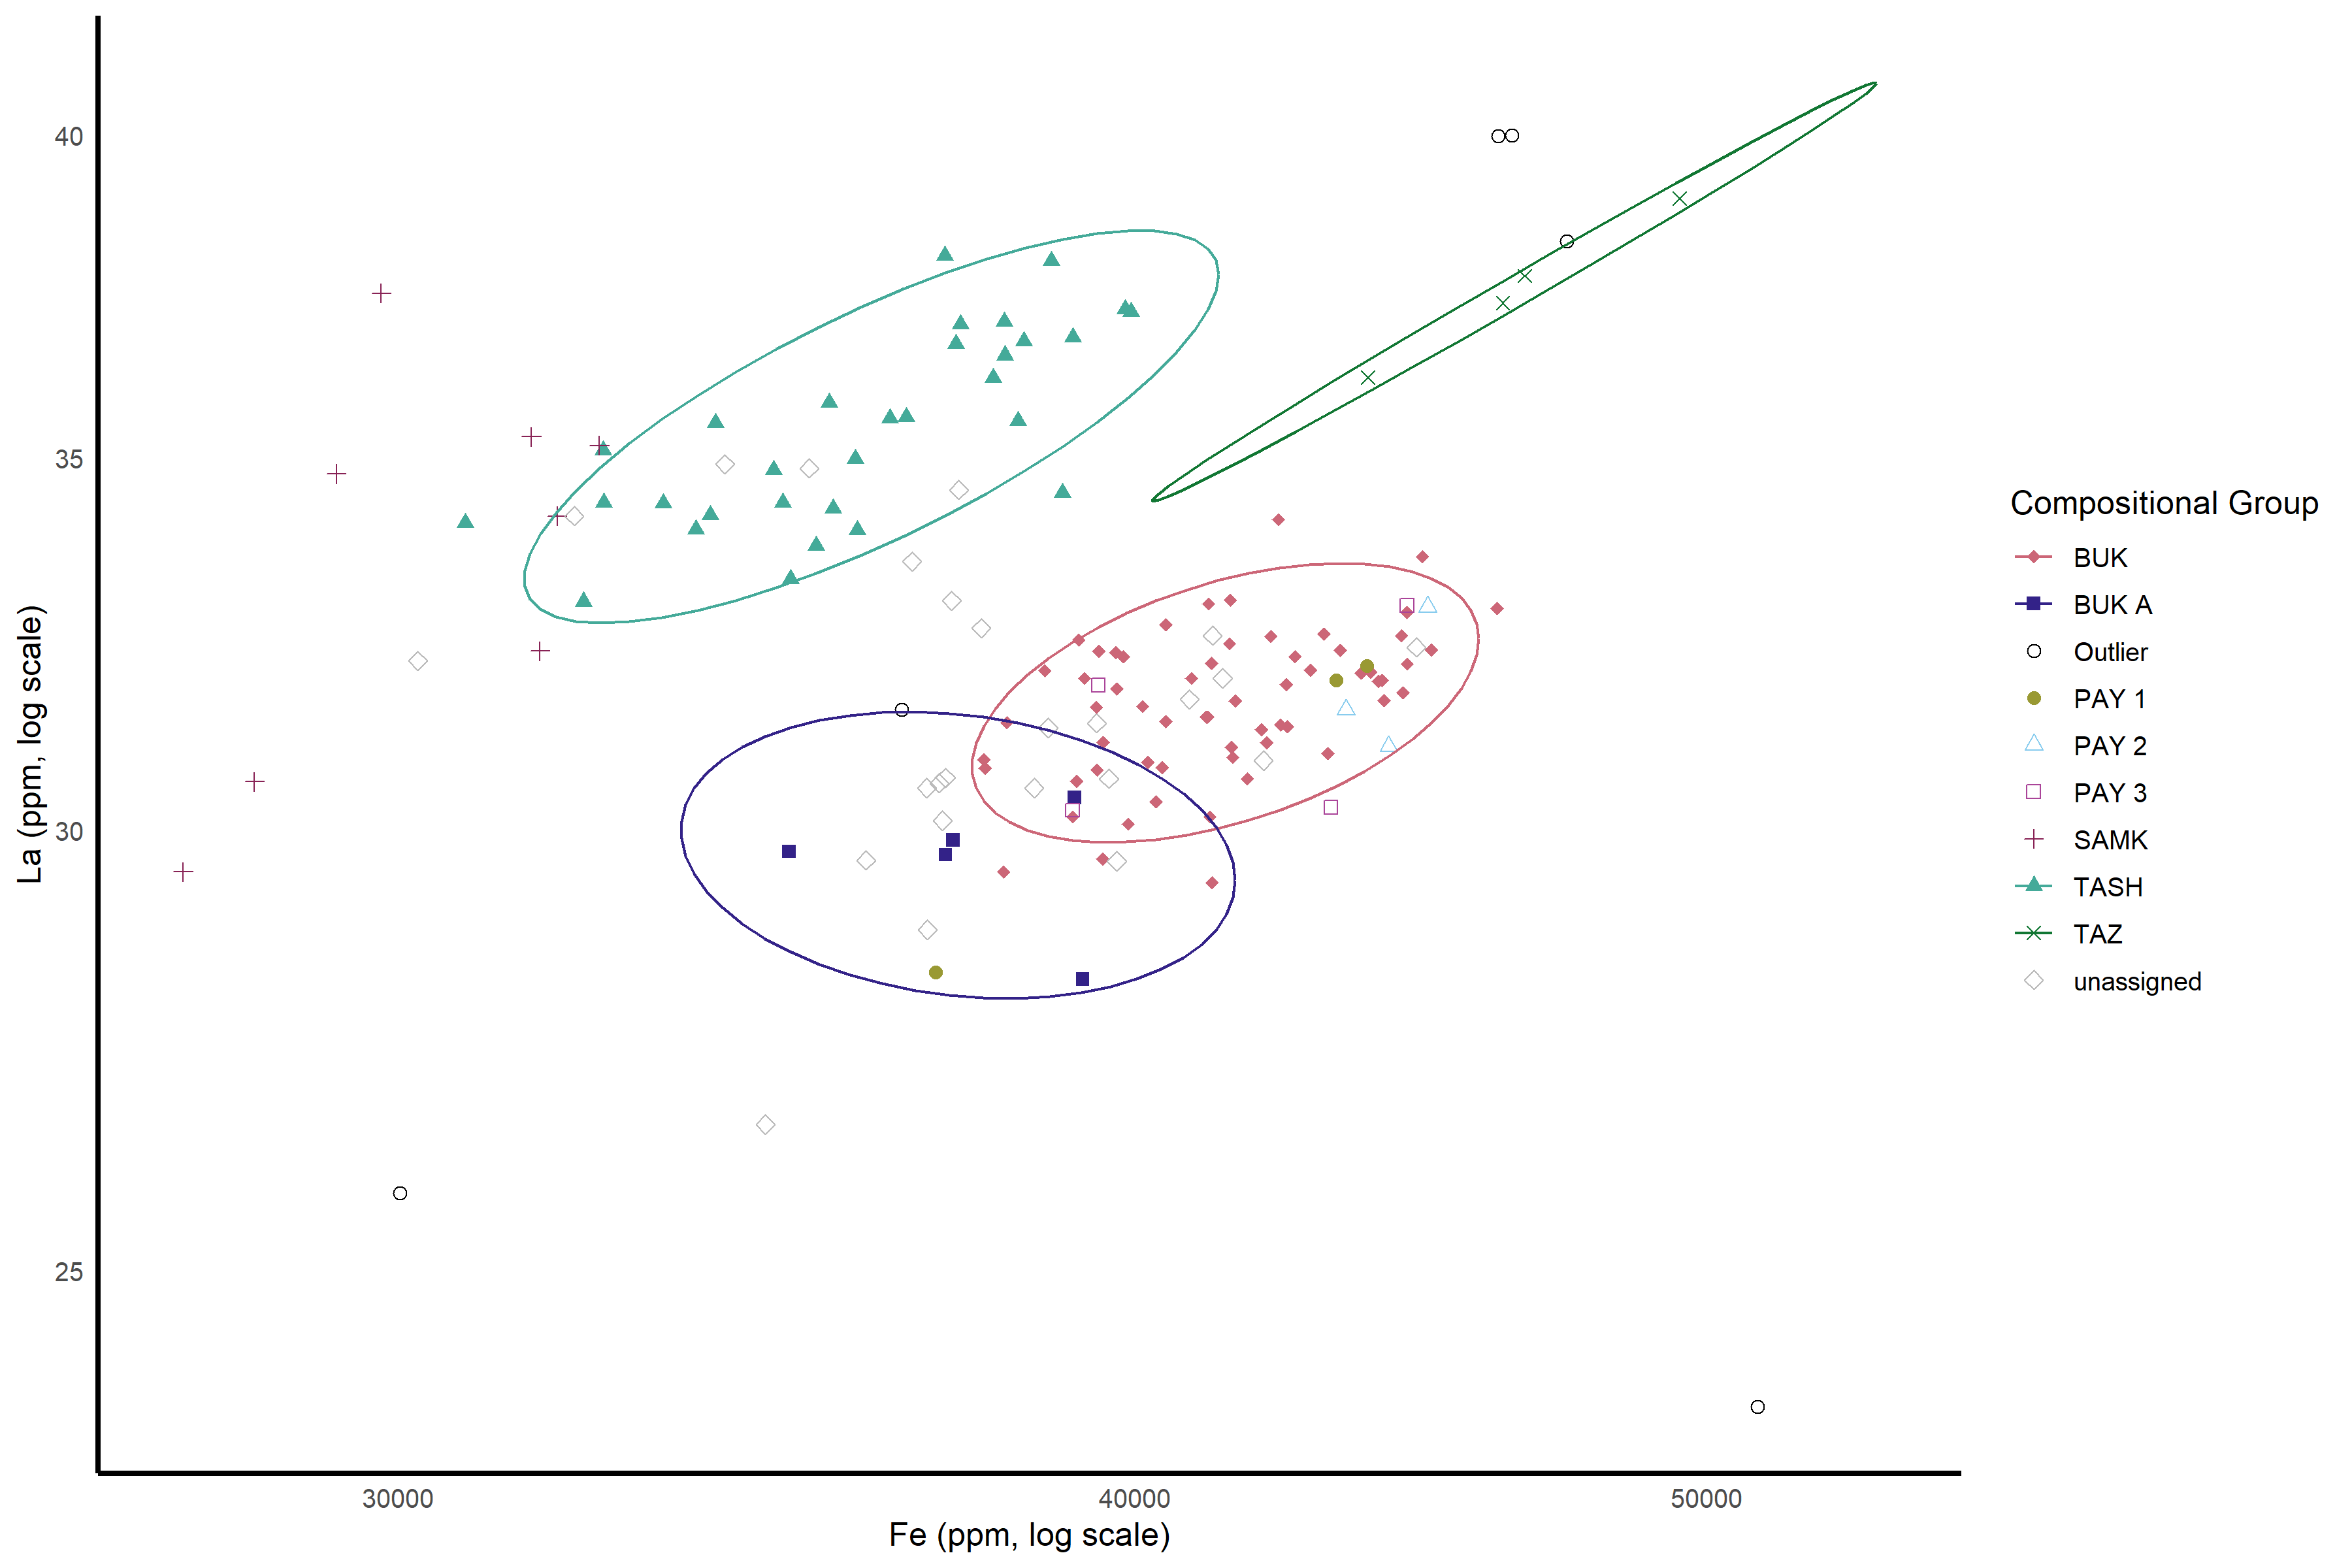 La (ppm, log scale)
40
35
30
25
30000
40000
50000
Fe (ppm, log scale)
Compositional Group
BUK
BUK A
Outlier
PAY 1
PAY 2
PAY 3
SAMK
TASH
TAZ
unassigned